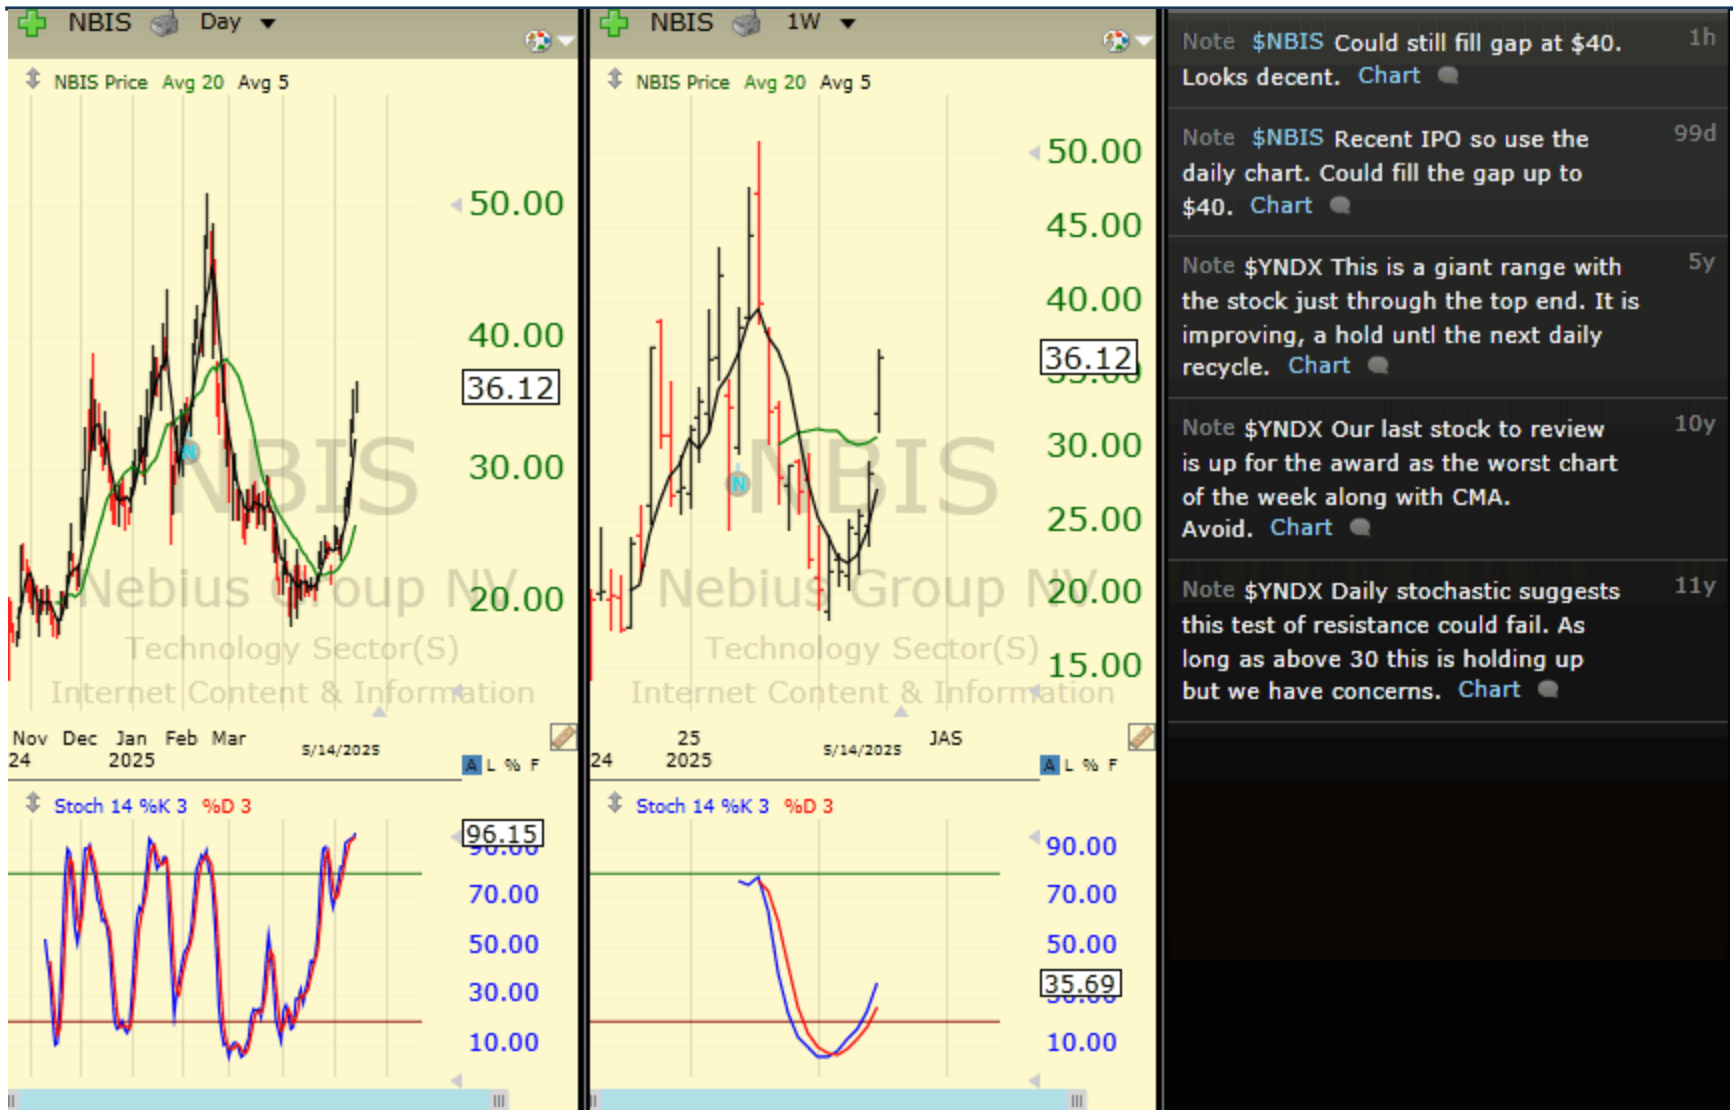 NBIS Day
NBIS Price Avg 20 Avg 5
50.00
40.00
36.12
30.00
20.00
NBIS
Nebius Group NV
Technology Sector(S)
Internet Content & Information
Nov Dec Jan Feb Mar 5/14/2025
24 2025
A L % F
Stoch 14 %K 3 %D 3
96.15
90.00
70.00
50.00
30.00
10.00
NBIS 1W
NBIS Price Avg 20 Avg 5
50.00
45.00
40.00
36.12
35.00
30.00
25.00
20.00
15.00
N
N
NBIS
Nebius Group NV
Technology Sector(S)
Internet Content & Information
25 5/14/2025 JAS
24 2025
A L % F
Stoch 14 %K 3 %D 3
90.00
70.00
50.00
35.69
30.00
10.00
Note $NBIS Could still fill gap at $40. 1h
Looks decent. Chart
Note $NBIS Recent IPO so use the 99d
daily chart. Could fill the gap up to
$40. Chart
Note $YNDX This is a giant range with 5y
the stock just through the top end. It is
improving, a hold untl the next daily
recycle. Chart
Note $YNDX Our last stock to review 10y
is up for the award as the worst chart
of the week along with CMA.
Avoid. Chart
Note $YNDX Daily stochastic suggests 11y
this test of resistance could fail. As
long as above 30 this is holding up
but we have concerns. Chart